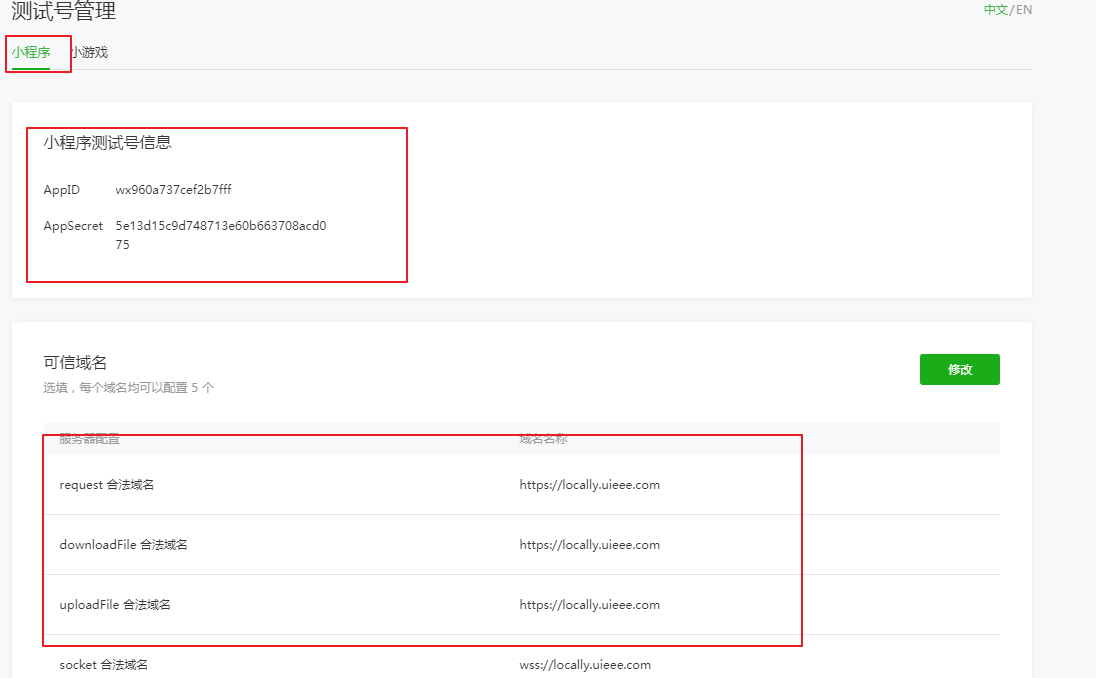 测试号管理
中文/EN
小程序 小游戏
小程序测试号信息
AppID wx960a737cef2b7fff
AppSecret 5e13d15c9d748713e60b663708acd0
75
可信域名
修改
选填，每个域名均可以配置 5 个
服务器配置 域名名称
request 合法域名 https://locally.uieee.com
downloadFile 合法域名 https://locally.uieee.com
uploadFile 合法域名 https://locally.uieee.com
socket 合法域名 wss://locally.uieee.com